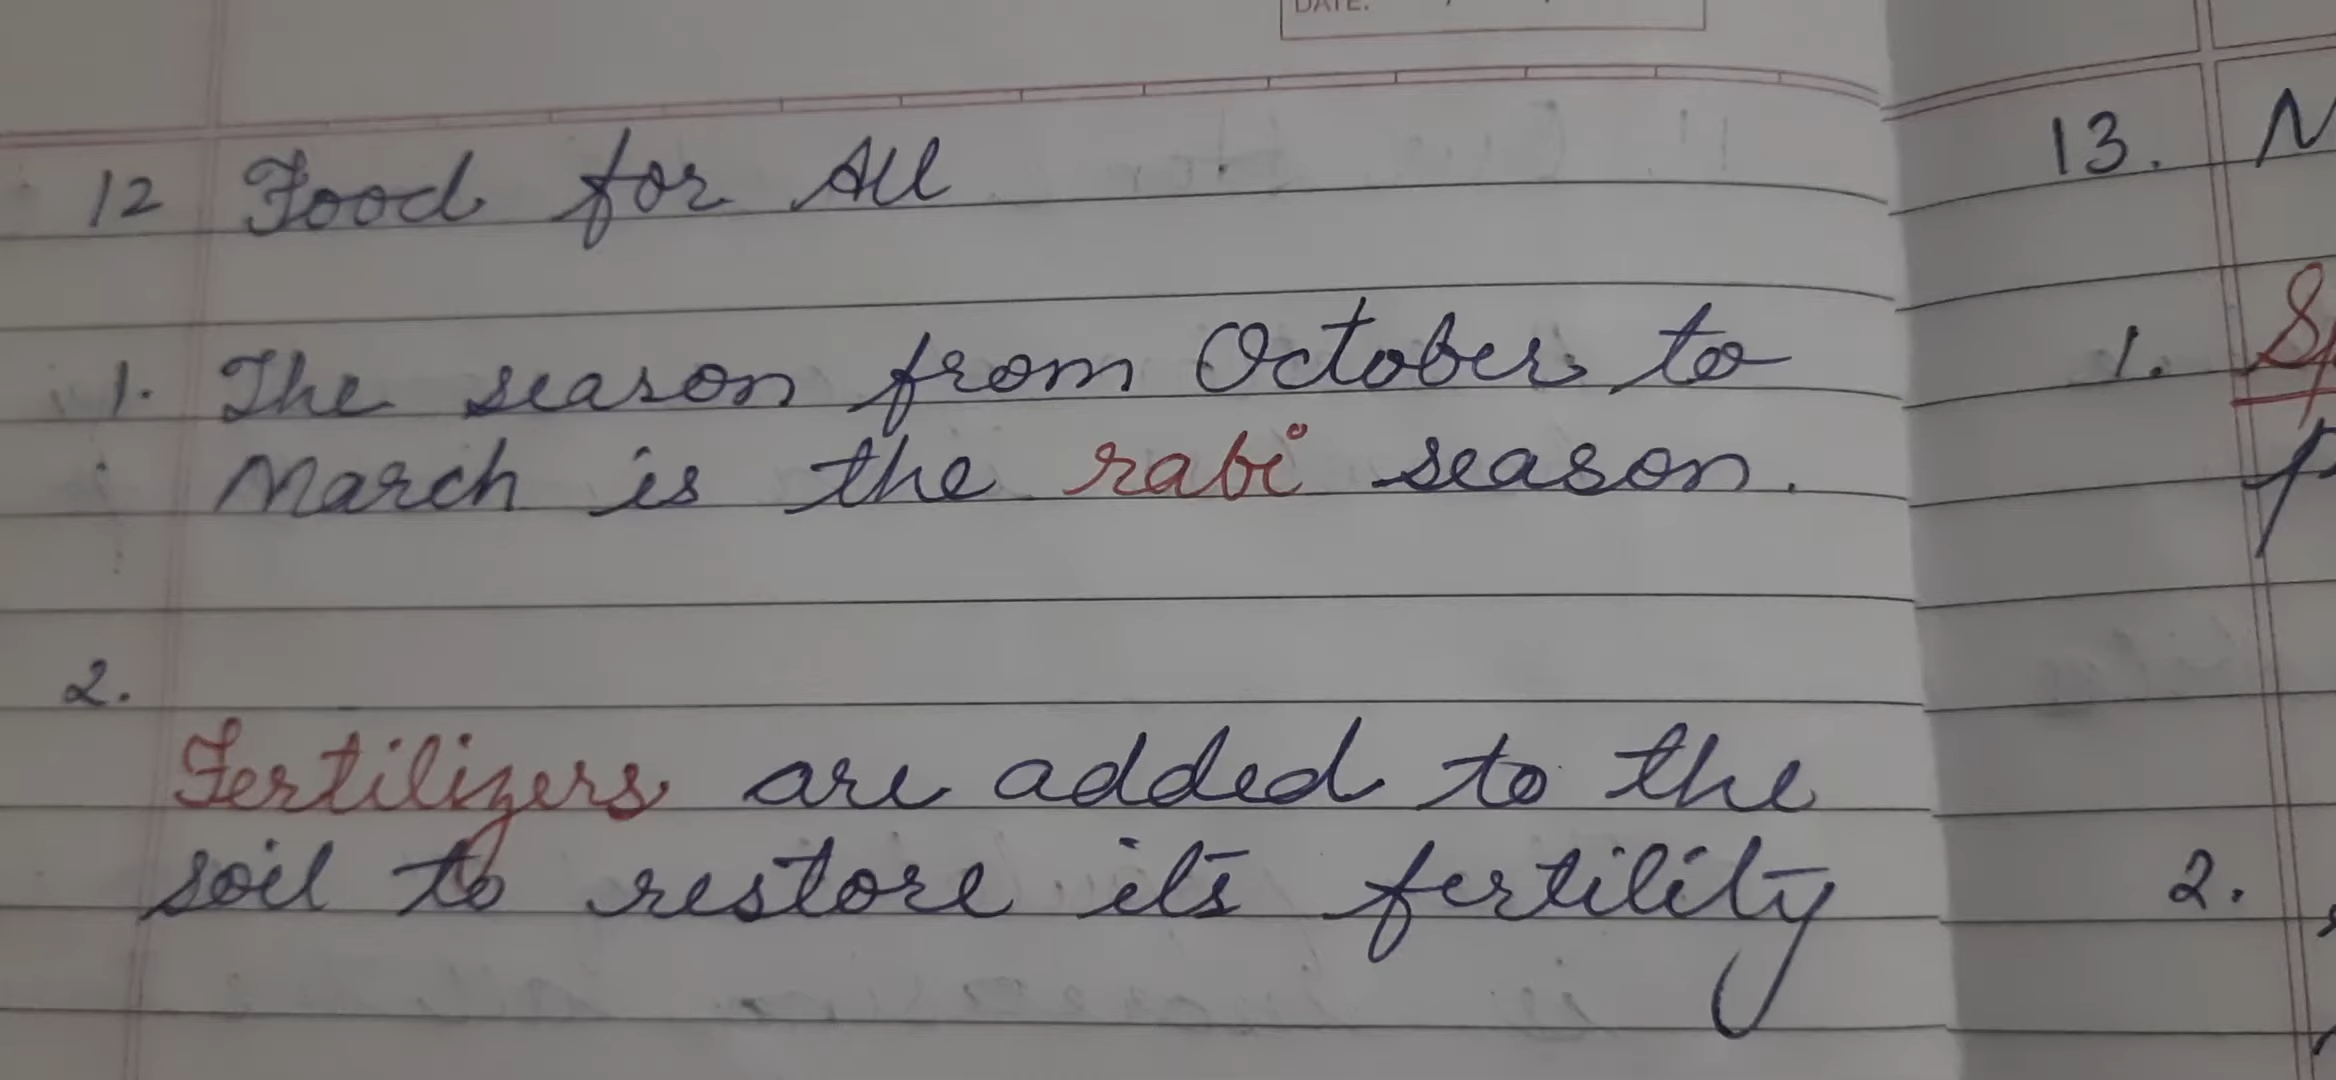 DATE:
12 Food for All
1. The season from October to
March is the rabi season.
2.
Fertilizers are added to the
soil to restore its fertility
13.
1.
2.